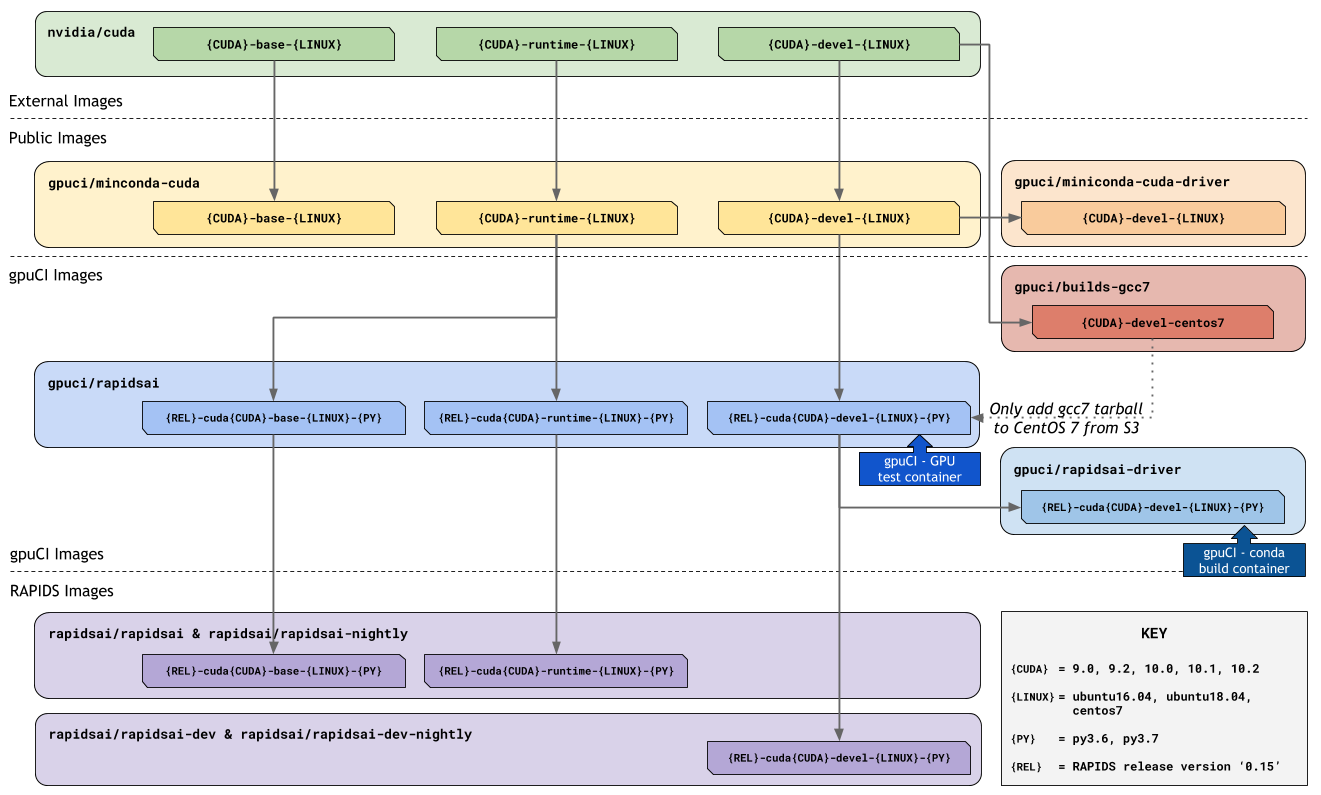 nvidia/cuda
{CUDA}-base-{LINUX}
{CUDA}-runtime-{LINUX}
{CUDA}-devel-{LINUX}
External Images
Public Images
gpuci/minconda-cuda
{CUDA}-base-{LINUX}
{CUDA}-runtime-{LINUX}
{CUDA}-devel-{LINUX}
gpuci/miniconda-cuda-driver
{CUDA}-devel-{LINUX}
gpuCI Images
gpuci/builds-gcc7
{CUDA}-devel-centos7
gpuci/rapidsai
{REL}-cuda{CUDA}-base-{LINUX}-{PY}
{REL}-cuda{CUDA}-runtime-{LINUX}-{PY}
{REL}-cuda{CUDA}-devel-{LINUX}-{PY}
Only add gcc7 tarball
to CentOS 7 from S3
gpuCI - GPU
test container
gpuci/rapidsai-driver
{REL}-cuda{CUDA}-devel-{LINUX}-{PY}
gpuCI - conda
build container
gpuCI Images
RAPIDS Images
rapidsai/rapidsai & rapidsai/rapidsai-nightly
{REL}-cuda{CUDA}-base-{LINUX}-{PY}
{REL}-cuda{CUDA}-runtime-{LINUX}-{PY}
rapidsai/rapidsai-dev & rapidsai/rapidsai-dev-nightly
{REL}-cuda{CUDA}-devel-{LINUX}-{PY}
KEY
{CUDA} = 9.0, 9.2, 10.0, 10.1, 10.2
{LINUX} = ubuntu16.04, ubuntu18.04,
centos7
{PY} = py3.6, py3.7
{REL} = RAPIDS release version ‘0.15’